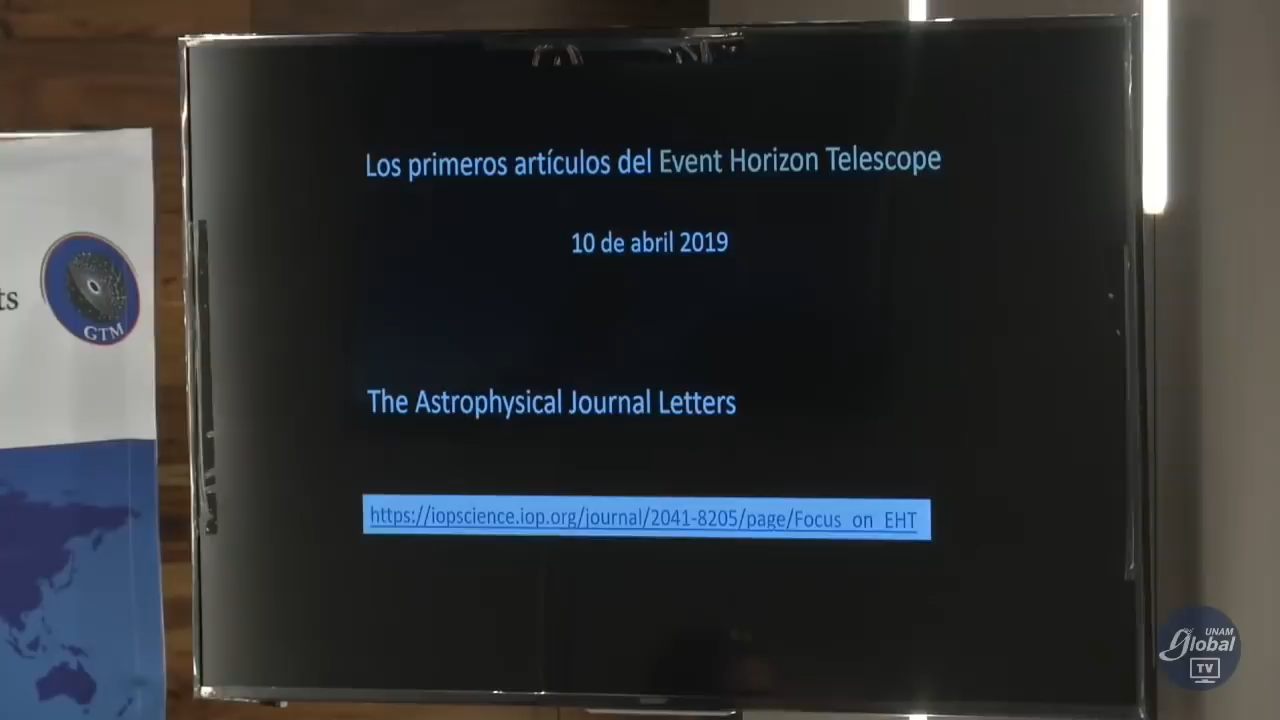 Los primeros artículos del Event Horizon Telescope
10 de abril 2019
The Astrophysical Journal Letters
https://iopscience.iop.org/journal/2041-8205/page/Focus_on_EHT
ts
GTM
UNAM
Global
TV